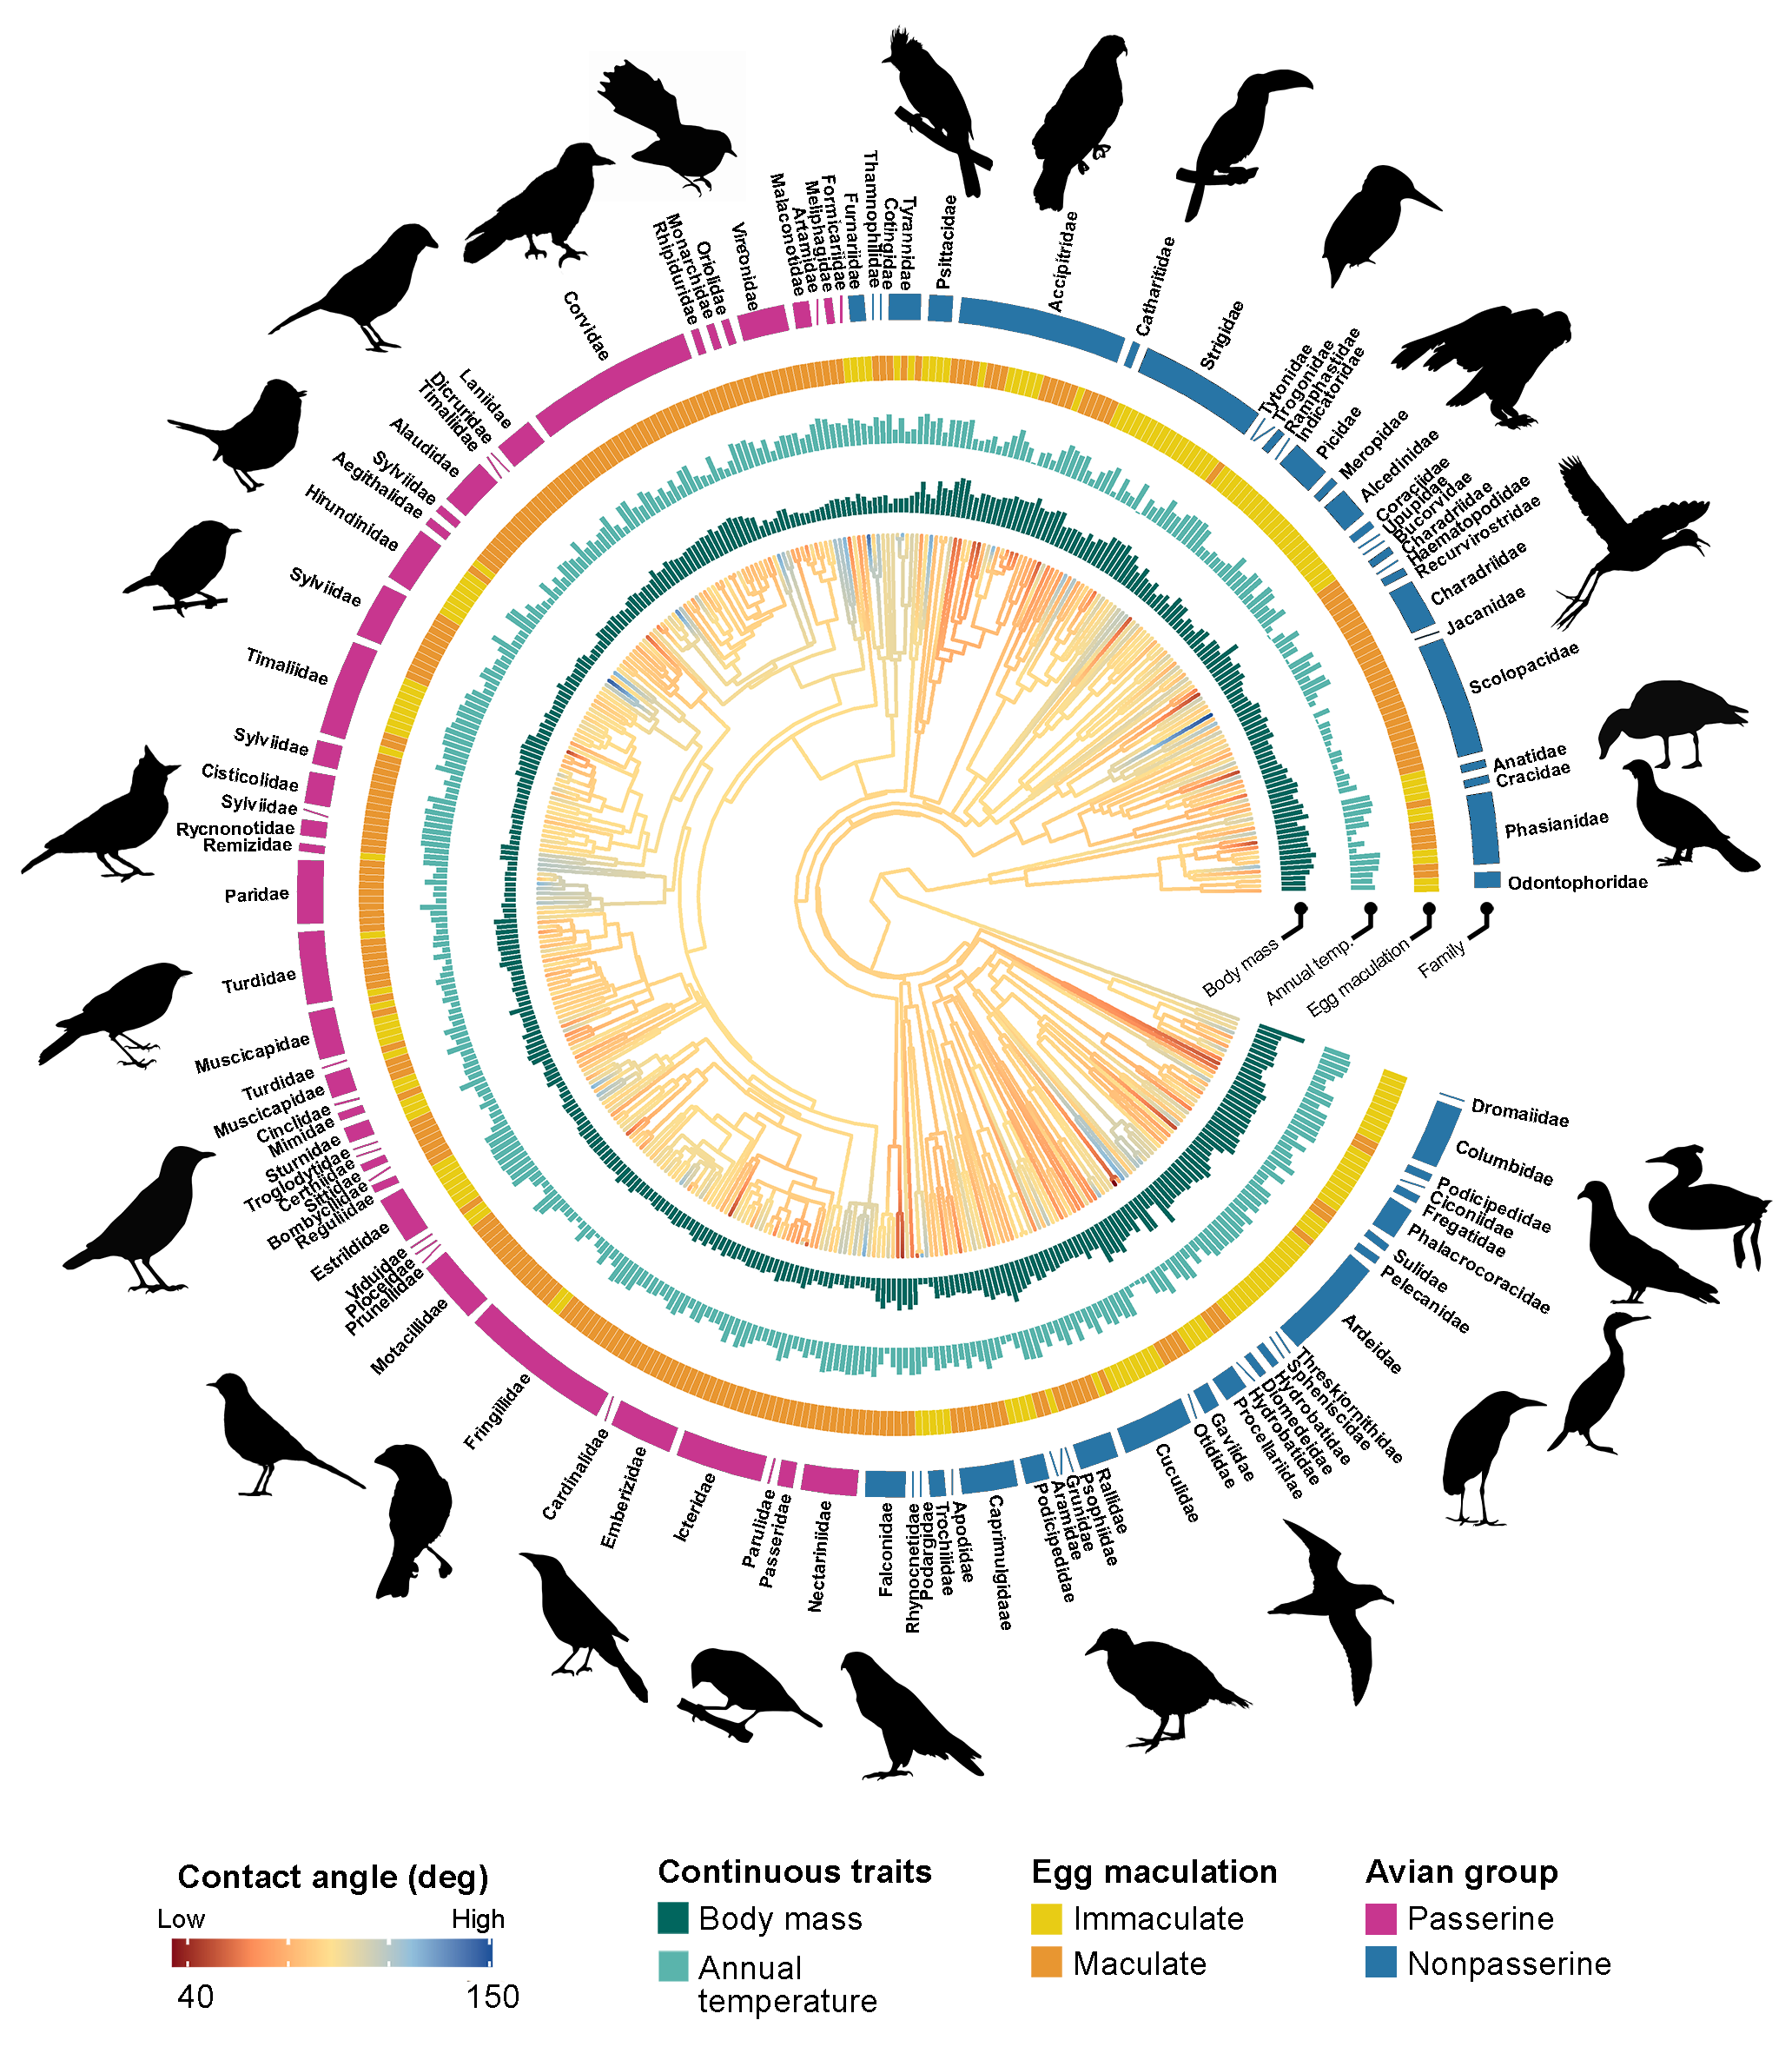 Rhipiduridae
Monarchidae
Oriolidae
Vireonidae
Malaconotidae
Artamidae
Meliphagidae
Formicariidae
Furnariidae
Thamnophilidae
Cotingidae
Tyrannidae
Psittacidae
Accipitridae
Cathartidae
Strigidae
Tytonidae
Trogonidae
Ramphastidae
Indicatoridae
Picidae
Meropidae
Alcedinidae
Coraciidae
Upupidae
Bucorvidae
Charadriidae
Haematopodidae
Recurvirostridae
Charadriidae
Jacanidae
Scolopacidae
Anatidae
Cracidae
Phasianidae
Odontophoridae
Body mass
Annual temp.
Egg maculation
Family
Dromaiidae
Columbidae
Podicipedidae
Ciconiidae
Fregatidae
Phalacrocoracidae
Sulidae
Pelecanidae
Ardeidae
Threskiornithidae
Spheniscidae
Hydrobatidae
Diomedeidae
Hydrobatidae
Procellariidae
Gaviidae
Otididae
Cuculidae
Rallidae
Psophiidae
Grunidae
Aramidae
Podicipedidae
Caprimulgidaae
Apodidae
Trochilidae
Podargidae
Rhynocnetidae
Falconidae
Nectariniidae
Passeridae
Parulidae
Icteridae
Emberizidae
Cardinalidae
Fringillidae
Motacillidae
Prunellidae
Ploceidae
Viduidae
Estrildidae
Regulidae
Bombycillidae
Sittidae
Certhiidae
Troglodytidae
Sturnidae
Mimidae
Cinclidae
Muscicapidae
Turdidae
Muscicapidae
Turdidae
Paridae
Remizidae
Rycnonotidae
Sylviidae
Cisticolidae
Sylviidae
Timaliidae
Sylviidae
Hirundinidae
Aegithalidae
Sylviidae
Alaudidae
Timaliidae
Dicruridae
Laniidae
Corvidae
Contact angle (deg)
Low High
40 150
Continuous traits
Body mass
Annual
temperature
Egg maculation
Immaculate
Maculate
Avian group
Passerine
Nonpasserine